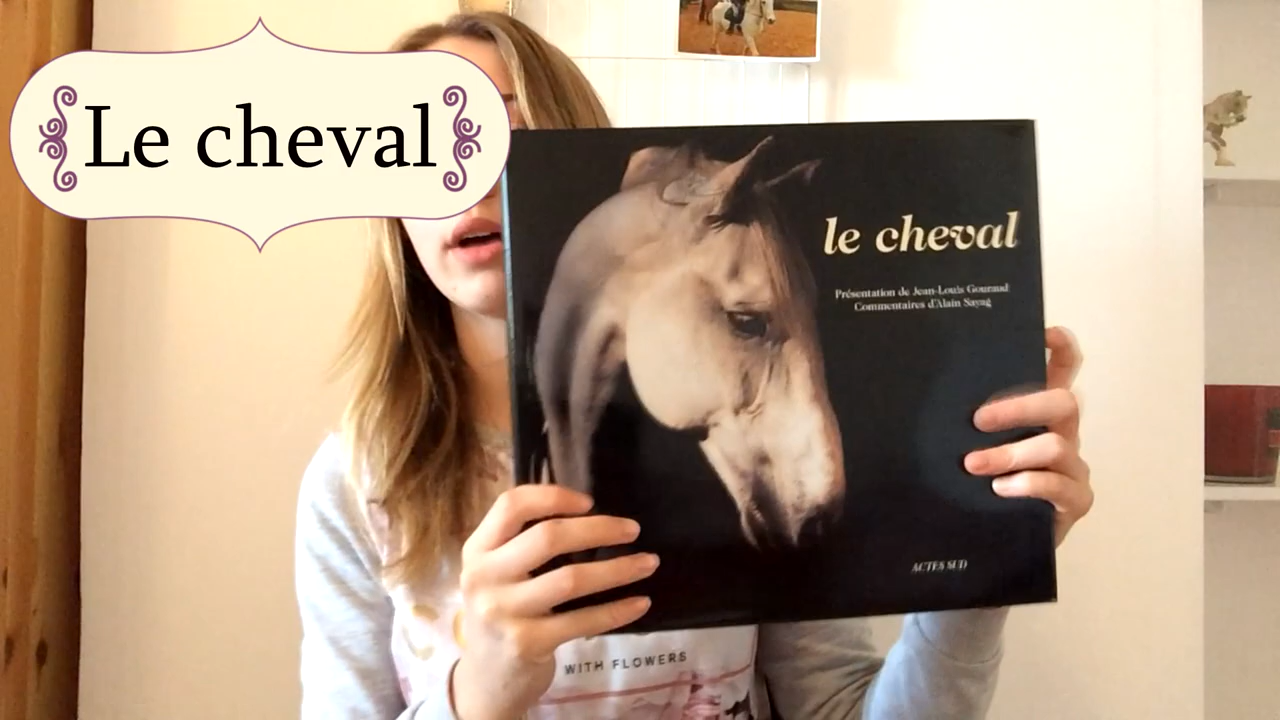 Le cheval
le cheval
Présentation de Jean-Louis Gouraud
Commentaires d'Alain Sayag
ACTES SUD
WITH FLOWERS